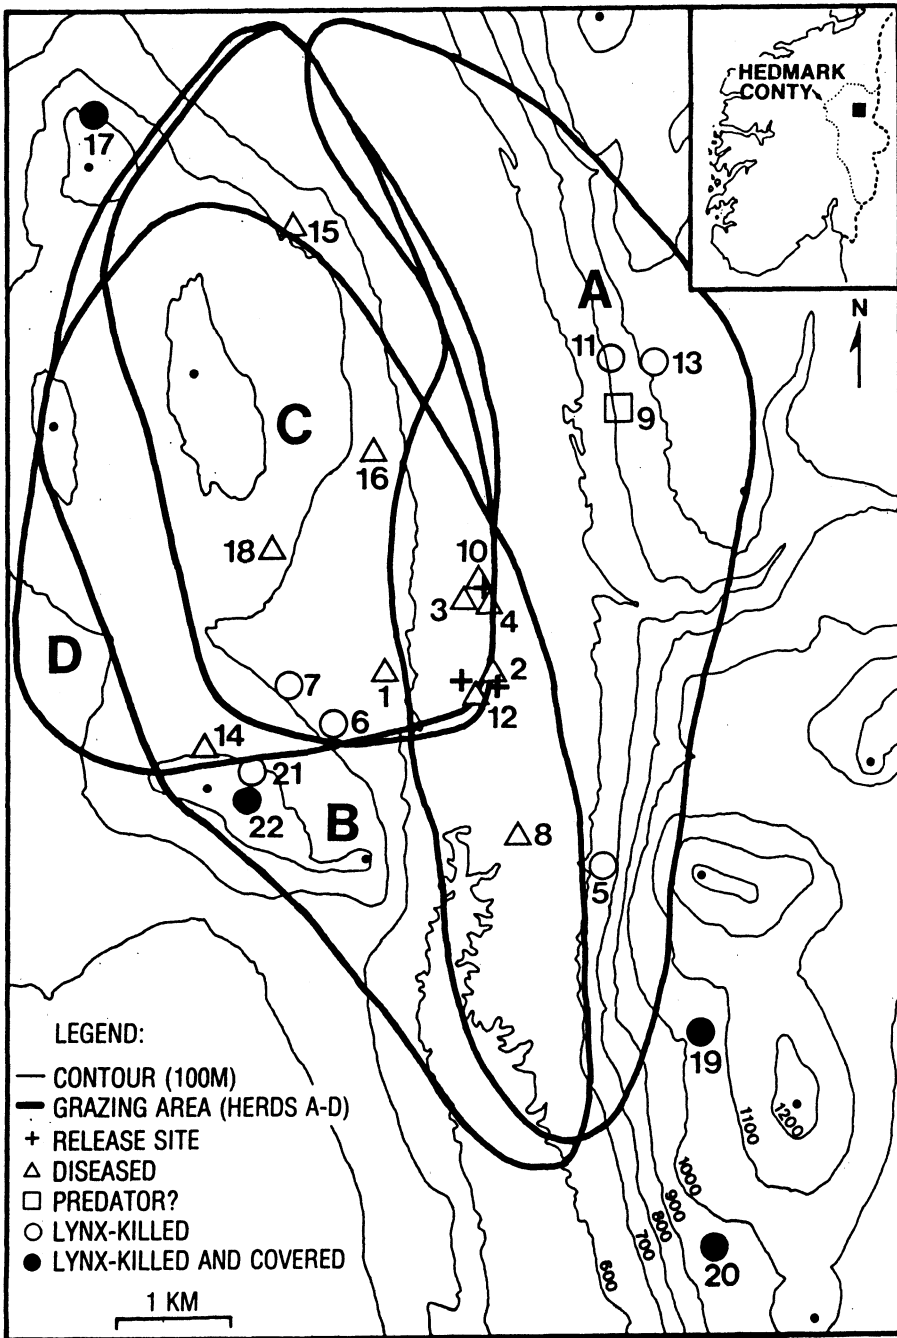 HEDMARK
CONTY
17
15
A
N
11
13
9
C
16
18
10
3
4
D
2
7
1
12
6
14
21
22
B
8
5
LEGEND:
CONTOUR (100M)
GRAZING AREA (HERDS A-D)
RELEASE SITE
DISEASED
PREDATOR?
LYNX-KILLED
LYNX-KILLED AND COVERED
1 KM
19
1200
1100
1000
900
800
700
600
20